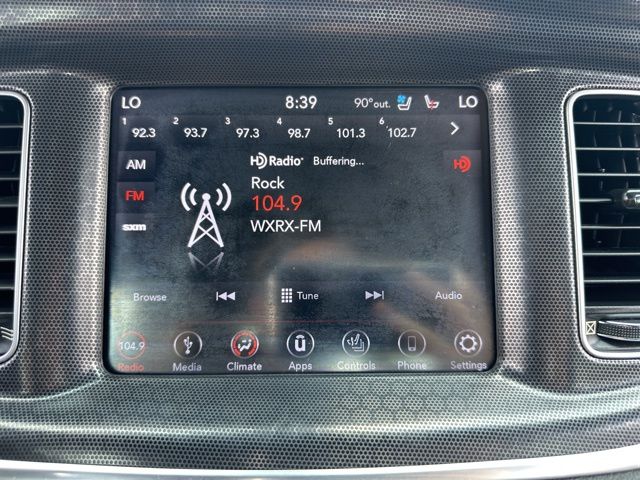 LO 8:39 90°out. LO
1 92.3 2 93.7 3 97.3 4 98.7 5 101.3 6 102.7
AM HD Radio Buffering... HD
Rock
FM 104.9
sxm WXRX-FM
Browse Tune Audio
104.9
Radio Media Climate Apps Controls Phone Settings